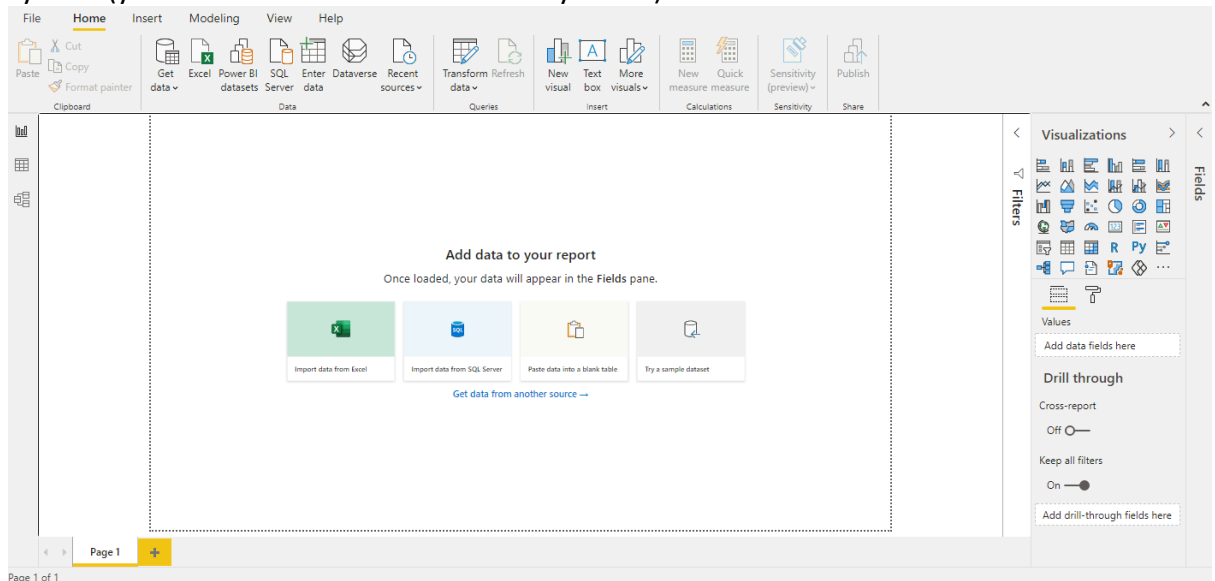 File Home Insert Modeling View Help
Paste
Cut
Copy
Format painter
Clipboard
Get data
Excel
Power BI datasets
SQL Server
Enter data
Dataverse
Recent sources
Data
Transform data
Refresh
Queries
New visual
A
Text box
More visuals
Insert
New measure
Quick measure
Calculations
Sensitivity (preview)
Sensitivity
Publish
Share
Filters
Visualizations
Fields
123
R Py
Values
Add data fields here
Drill through
Cross-report
Off
Keep all filters
On
Add drill-through fields here
Add data to your report
Once loaded, your data will appear in the Fields pane.
SQL
Import data from Excel
Import data from SQL Server
Paste data into a blank table
Try a sample dataset
Get data from another source →
Page 1
Page 1 of 1